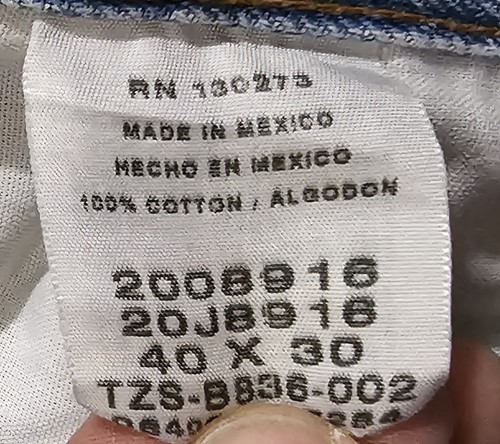 RN 130273
MADE IN MEXICO
HECHO EN MEXICO
100% COTTON / ALGODON
2008916
20J8916
40 X 30
TZS-B836-002